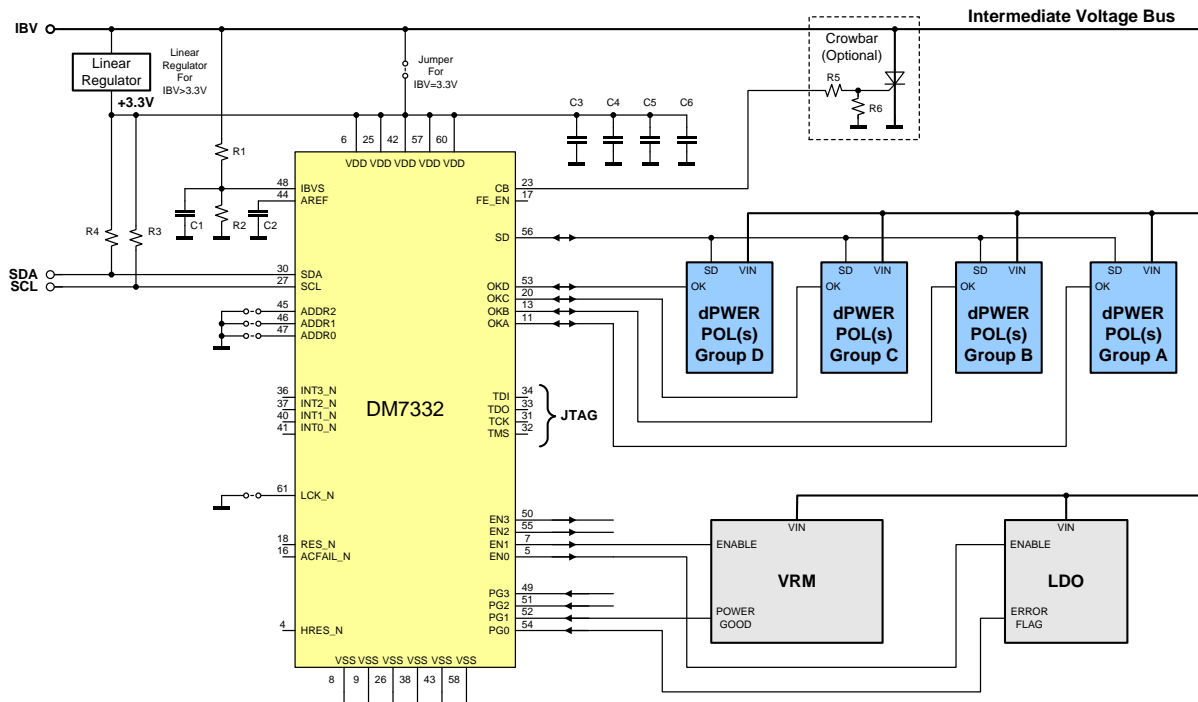 IBV
Intermediate Voltage Bus
Linear
Regulator
Linear
Regulator
For
IBV>3.3V
+3.3V
Jumper
For
IBV=3.3V
Crowbar
(Optional)
R5
R6
C3
C4
C5
C6
R1
R2
C1
C2
R4
R3
SDA
SCL
6
25
42
57
60
VDD
VDD
VDD
VDD
VDD
48
IBVS
44
AREF
30
SDA
27
SCL
45
ADDR2
46
ADDR1
47
ADDR0
36
INT3_N
37
INT2_N
40
INT1_N
41
INT0_N
61
LCK_N
18
RES_N
16
ACFAIL_N
4
HRES_N
DM7332
CB
23
FE_EN
17
SD
56
OKD
53
OKC
20
OKB
13
OKA
11
TDI
34
TDO
33
TCK
31
TMS
32
JTAG
EN3
50
EN2
55
EN1
7
EN0
5
PG3
49
PG2
51
PG1
52
PG0
54
VSS
VSS
VSS
VSS
VSS
VSS
8
9
26
38
43
58
SD
VIN
OK
dPWER
POL(s)
Group D
SD
VIN
OK
dPWER
POL(s)
Group C
SD
VIN
OK
dPWER
POL(s)
Group B
SD
VIN
OK
dPWER
POL(s)
Group A
VIN
ENABLE
VRM
POWER
GOOD
VIN
ENABLE
LDO
ERROR
FLAG